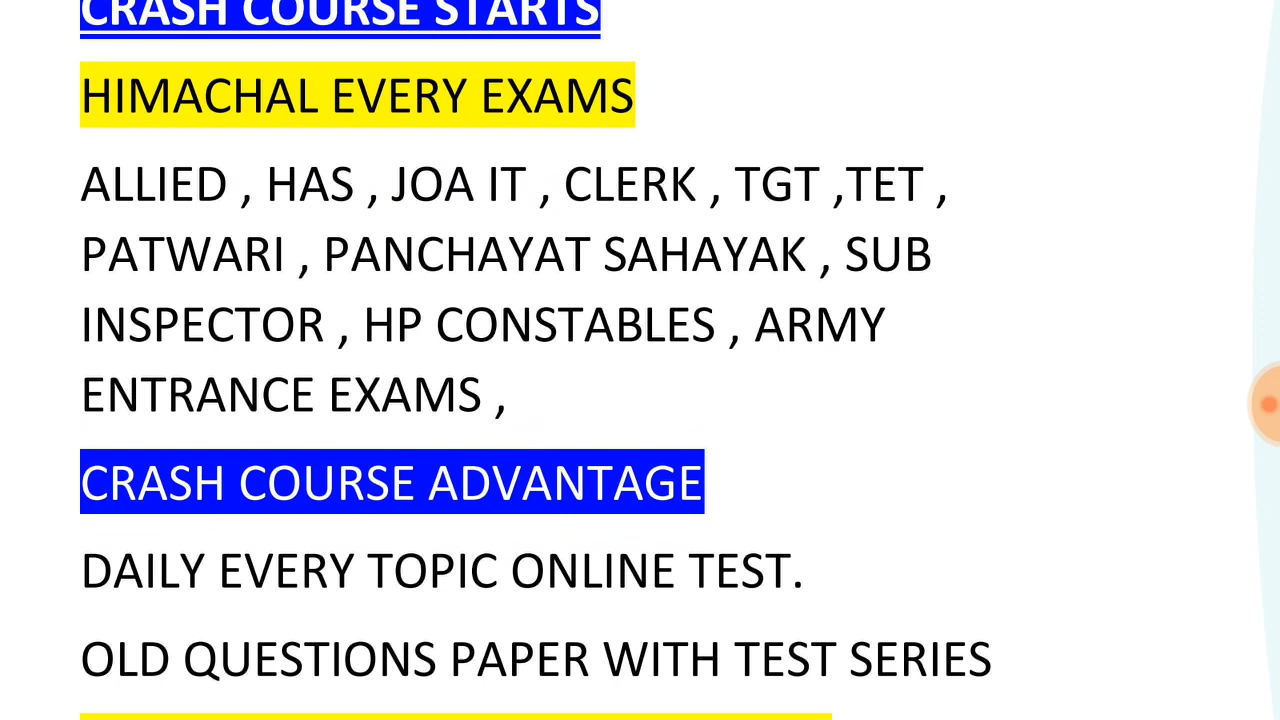 CRASH COURSE STARTS
HIMACHAL EVERY EXAMS
ALLIED , HAS , JOA IT , CLERK , TGT ,TET ,
PATWARI , PANCHAYAT SAHAYAK , SUB
INSPECTOR , HP CONSTABLES , ARMY
ENTRANCE EXAMS ,
CRASH COURSE ADVANTAGE
DAILY EVERY TOPIC ONLINE TEST.
OLD QUESTIONS PAPER WITH TEST SERIES